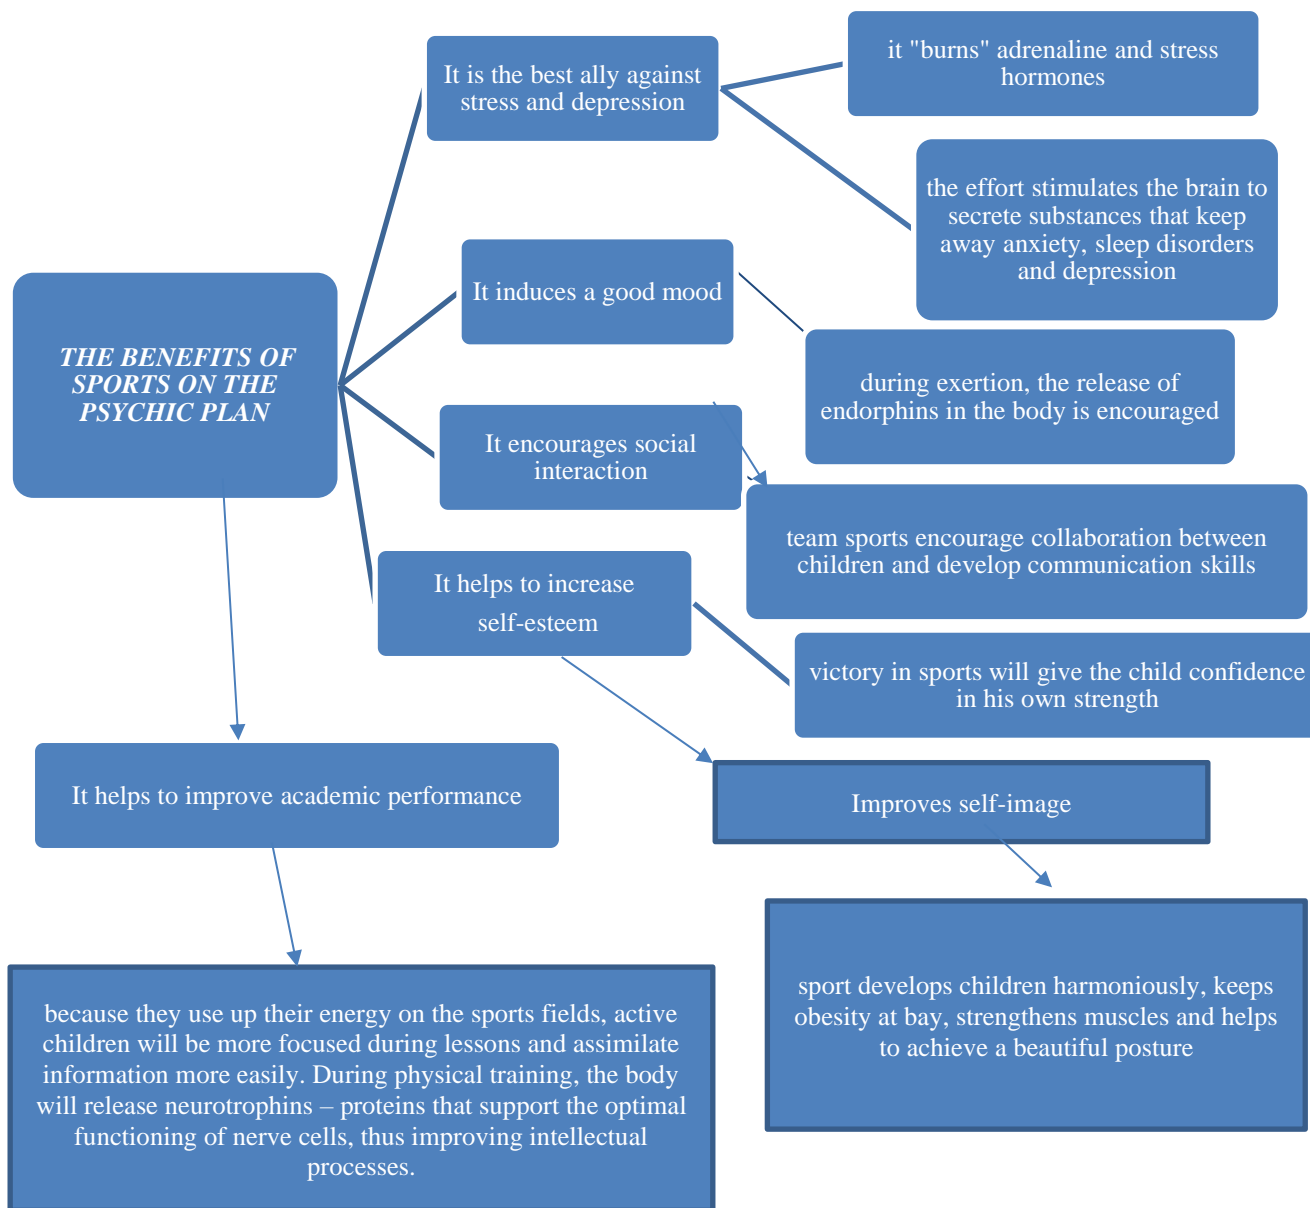 it "burns" adrenaline and stress
hormones
It is the best ally against
stress and depression
the effort stimulates the brain to
secrete substances that keep
away anxiety, sleep disorders
and depression
It induces a good mood
THE BENEFITS OF
SPORTS ON THE
PSYCHIC PLAN
during exertion, the release of
endorphins in the body is encouraged
It encourages social
interaction
team sports encourage collaboration between
children and develop communication skills
It helps to increase
self-esteem
victory in sports will give the child confidence
in his own strength
It helps to improve academic performance
Improves self-image
sport develops children harmoniously, keeps
obesity at bay, strengthens muscles and helps
to achieve a beautiful posture
because they use up their energy on the sports fields, active
children will be more focused during lessons and assimilate
information more easily. During physical training, the body
will release neurotrophins – proteins that support the optimal
functioning of nerve cells, thus improving intellectual
processes.